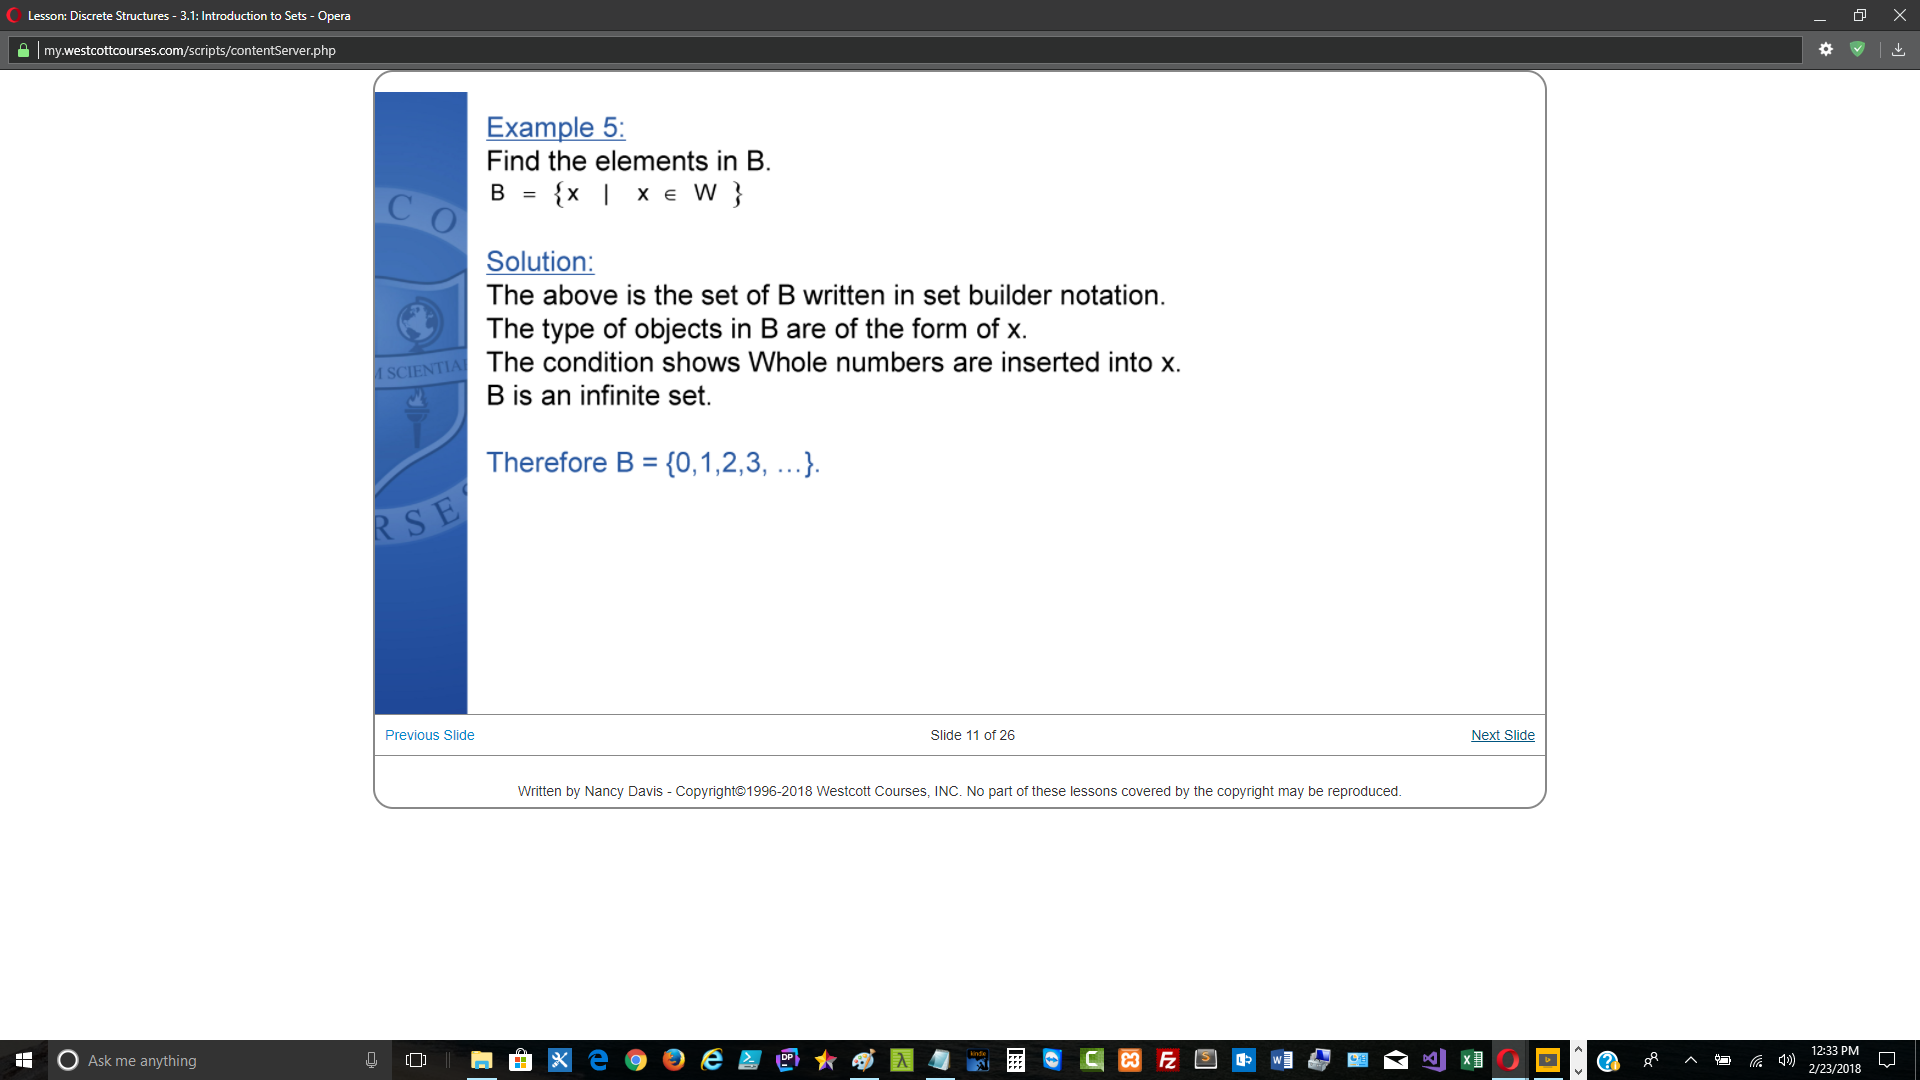 Lesson: Discrete Structures - 3.1: Introduction to Sets - Opera
my.westcottcourses.com/scripts/contentServer.php
Example 5:
Find the elements in B.
B = {x | x ∈ W }
Solution:
The above is the set of B written in set builder notation.
The type of objects in B are of the form of x.
The condition shows Whole numbers are inserted into x.
B is an infinite set.
Therefore B = {0,1,2,3, …}.
C O
M SCIENTIA
R S E
Previous Slide
Slide 11 of 26
Next Slide
Written by Nancy Davis - Copyright©1996-2018 Westcott Courses, INC. No part of these lessons covered by the copyright may be reproduced.
Ask me anything
DP
kindle
12:33 PM
2/23/2018